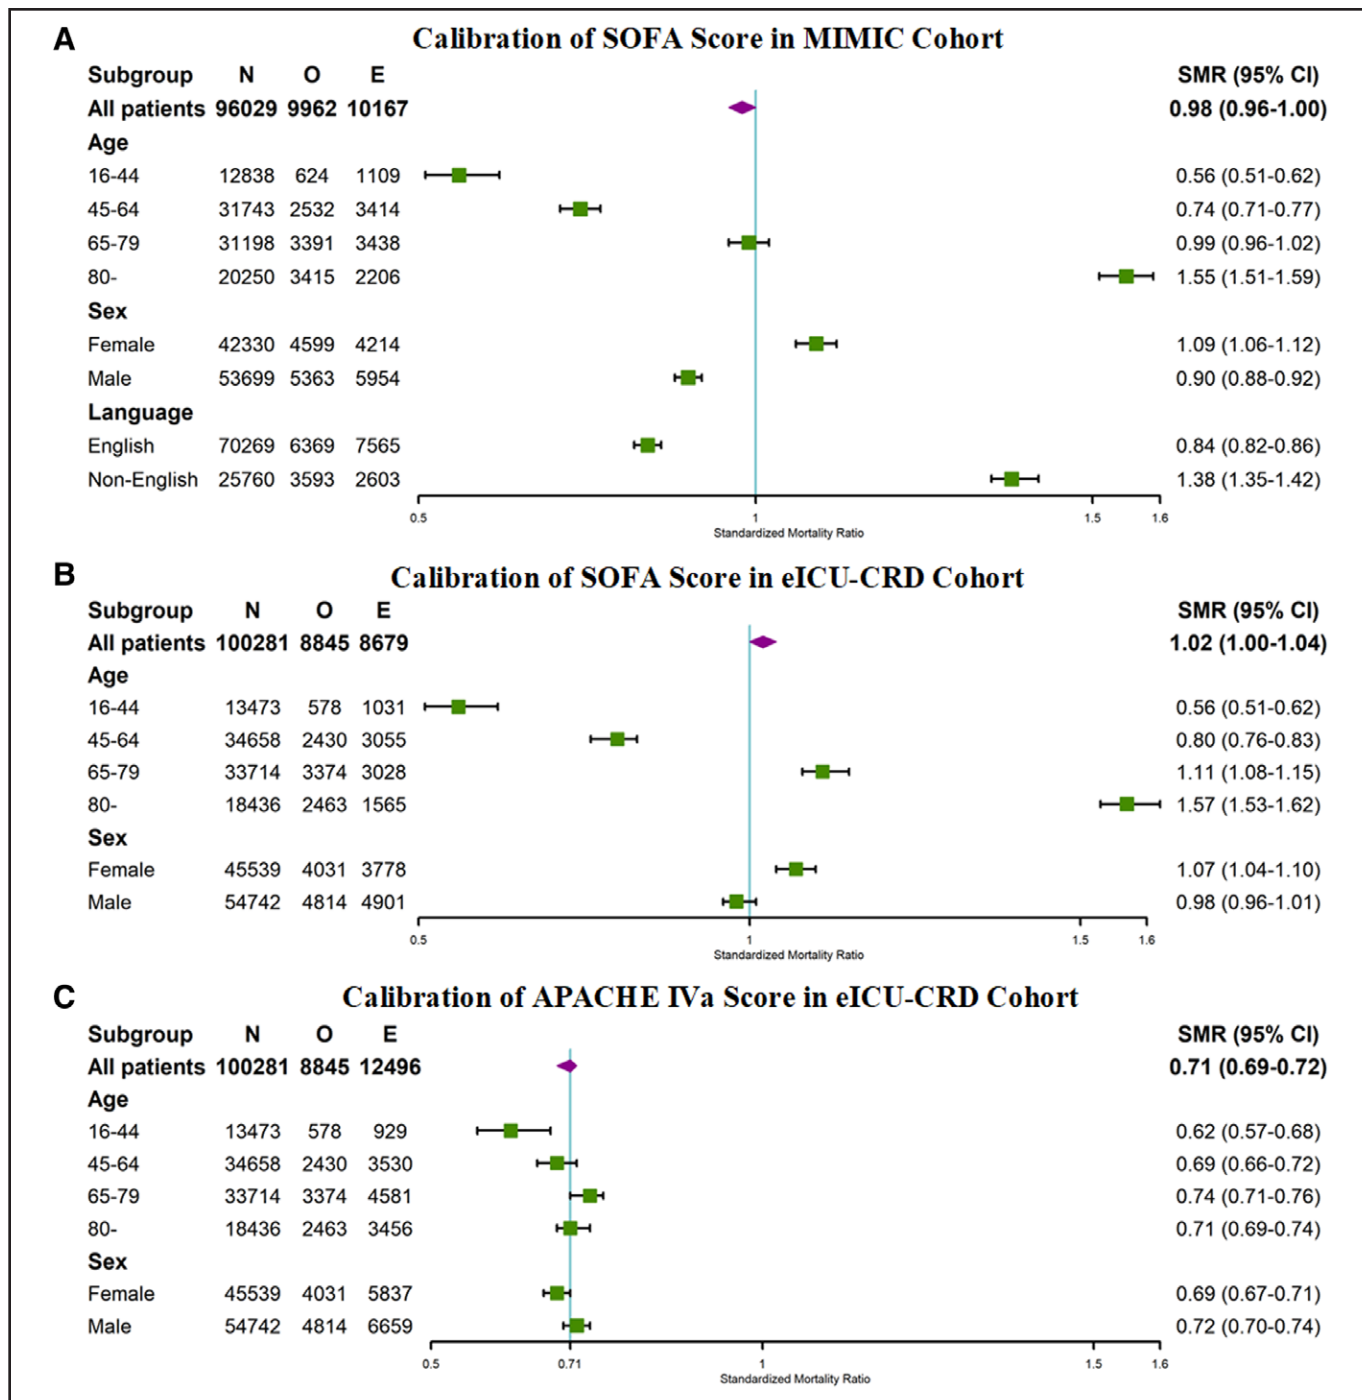 A
Calibration of SOFA Score in MIMIC Cohort
Subgroup N O E SMR (95% CI)
All patients 96029 9962 10167 0.98 (0.96-1.00)
Age
16-44 12838 624 1109 0.56 (0.51-0.62)
45-64 31743 2532 3414 0.74 (0.71-0.77)
65-79 31198 3391 3438 0.99 (0.96-1.02)
80- 20250 3415 2206 1.55 (1.51-1.59)
Sex
Female 42330 4599 4214 1.09 (1.06-1.12)
Male 53699 5363 5954 0.90 (0.88-0.92)
Language
English 70269 6369 7565 0.84 (0.82-0.86)
Non-English 25760 3593 2603 1.38 (1.35-1.42)
0.5 1 1.5 1.6
Standardized Mortality Ratio
B
Calibration of SOFA Score in eICU-CRD Cohort
Subgroup N O E SMR (95% CI)
All patients 100281 8845 8679 1.02 (1.00-1.04)
Age
16-44 13473 578 1031 0.56 (0.51-0.62)
45-64 34658 2430 3055 0.80 (0.76-0.83)
65-79 33714 3374 3028 1.11 (1.08-1.15)
80- 18436 2463 1565 1.57 (1.53-1.62)
Sex
Female 45539 4031 3778 1.07 (1.04-1.10)
Male 54742 4814 4901 0.98 (0.96-1.01)
0.5 1 1.5 1.6
Standardized Mortality Ratio
C
Calibration of APACHE IVa Score in eICU-CRD Cohort
Subgroup N O E SMR (95% CI)
All patients 100281 8845 12496 0.71 (0.69-0.72)
Age
16-44 13473 578 929 0.62 (0.57-0.68)
45-64 34658 2430 3530 0.69 (0.66-0.72)
65-79 33714 3374 4581 0.74 (0.71-0.76)
80- 18436 2463 3456 0.71 (0.69-0.74)
Sex
Female 45539 4031 5837 0.69 (0.67-0.71)
Male 54742 4814 6659 0.72 (0.70-0.74)
0.5 0.71 1 1.5 1.6
Standardized Mortality Ratio